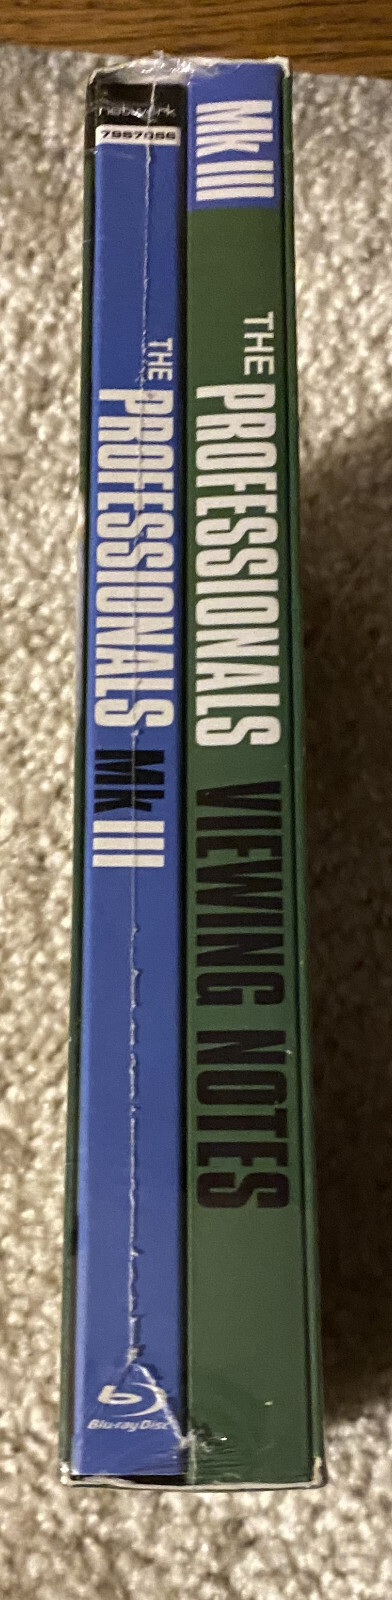 network
7957056
THE
PROFESSIONALS Mk III
Blu-ray Disc
Mk III
THE
PROFESSIONALS VIEWING NOTES